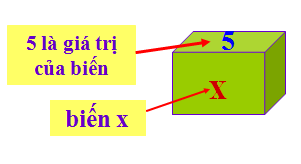 5 là giá trị
của biến
5
x
biến x